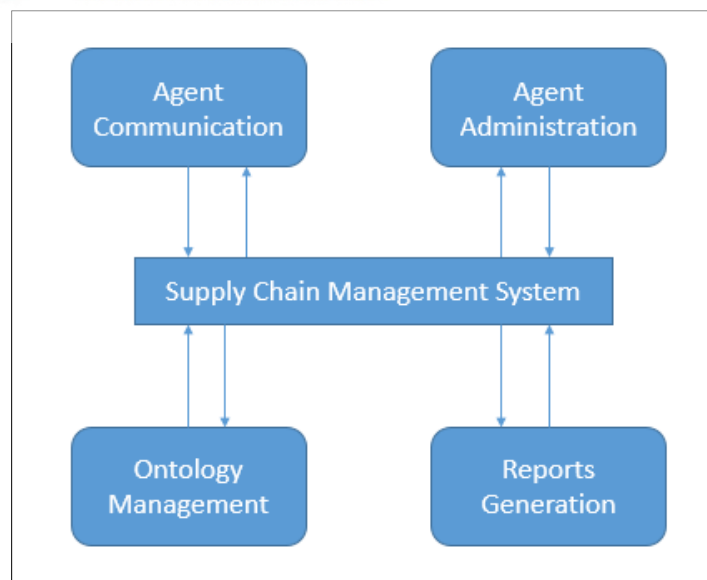 Agent
Communication
Agent
Administration
Supply Chain Management System
Ontology
Management
Reports
Generation